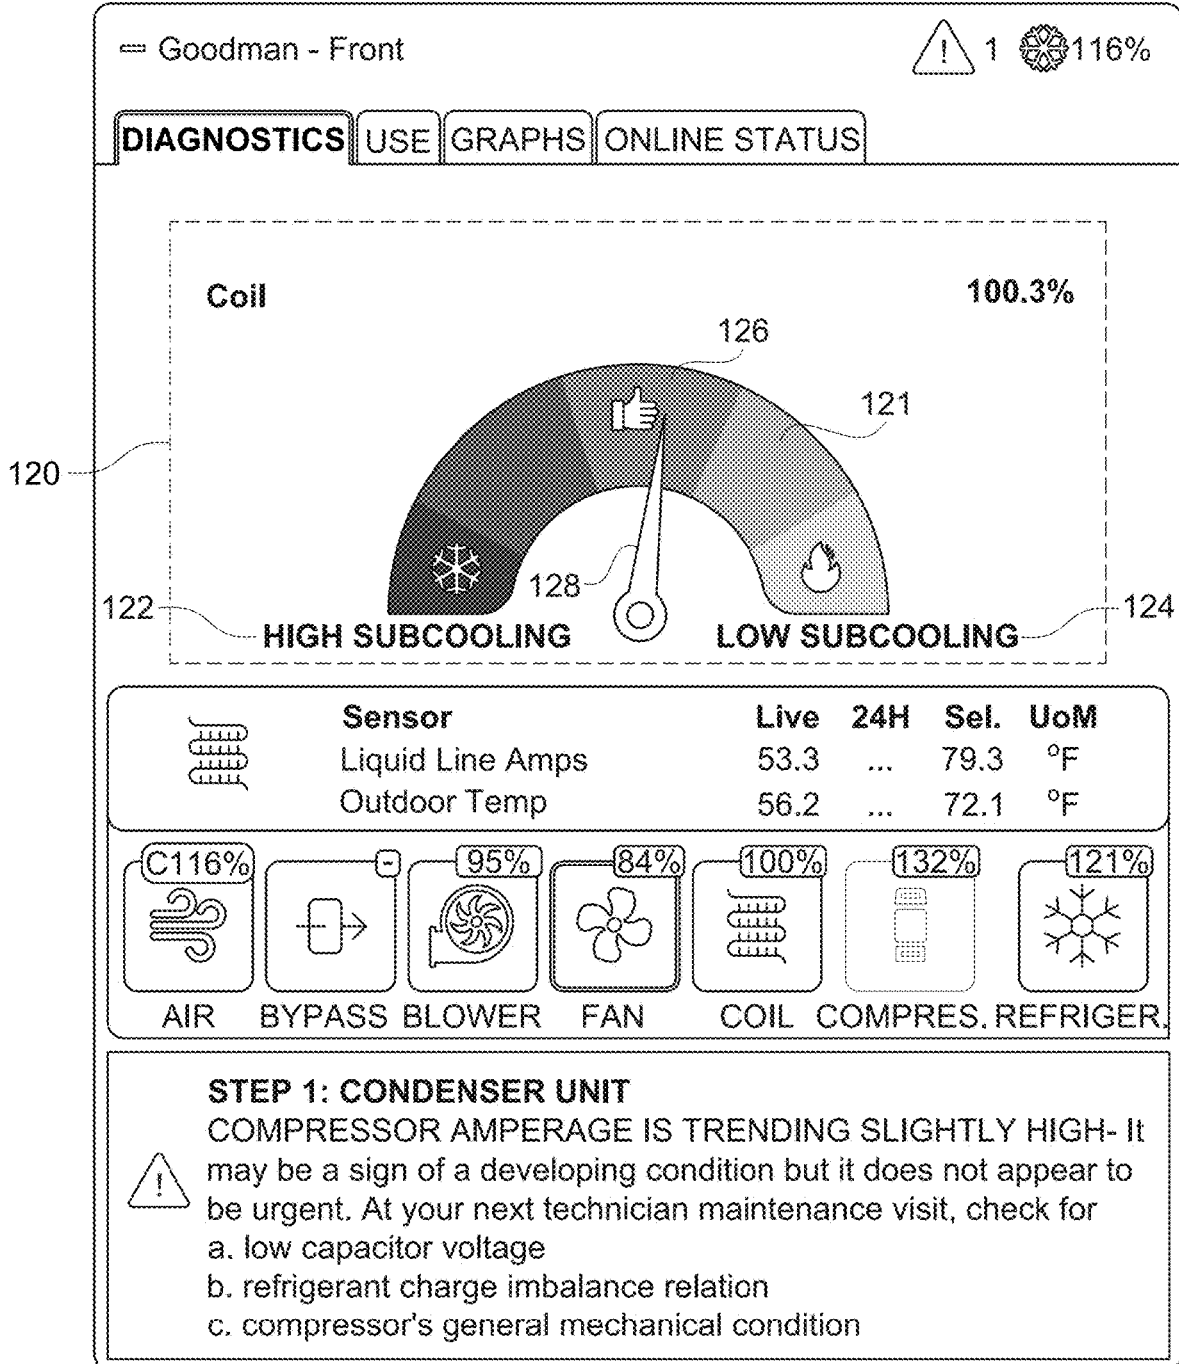 Goodman - Front
1 116%
DIAGNOSTICS USE GRAPHS ONLINE STATUS
Coil 100.3%
126
121
120
128
122
124
HIGH SUBCOOLING LOW SUBCOOLING
Sensor Live 24H Sel. UoM
Liquid Line Amps 53.3 ... 79.3 °F
Outdoor Temp 56.2 ... 72.1 °F
C116% - 95% 84% 100% 132% 121%
AIR BYPASS BLOWER FAN COIL COMPRES. REFRIGER.
STEP 1: CONDENSER UNIT
COMPRESSOR AMPERAGE IS TRENDING SLIGHTLY HIGH- It
may be a sign of a developing condition but it does not appear to
be urgent. At your next technician maintenance visit, check for
a. low capacitor voltage
b. refrigerant charge imbalance relation
c. compressor's general mechanical condition